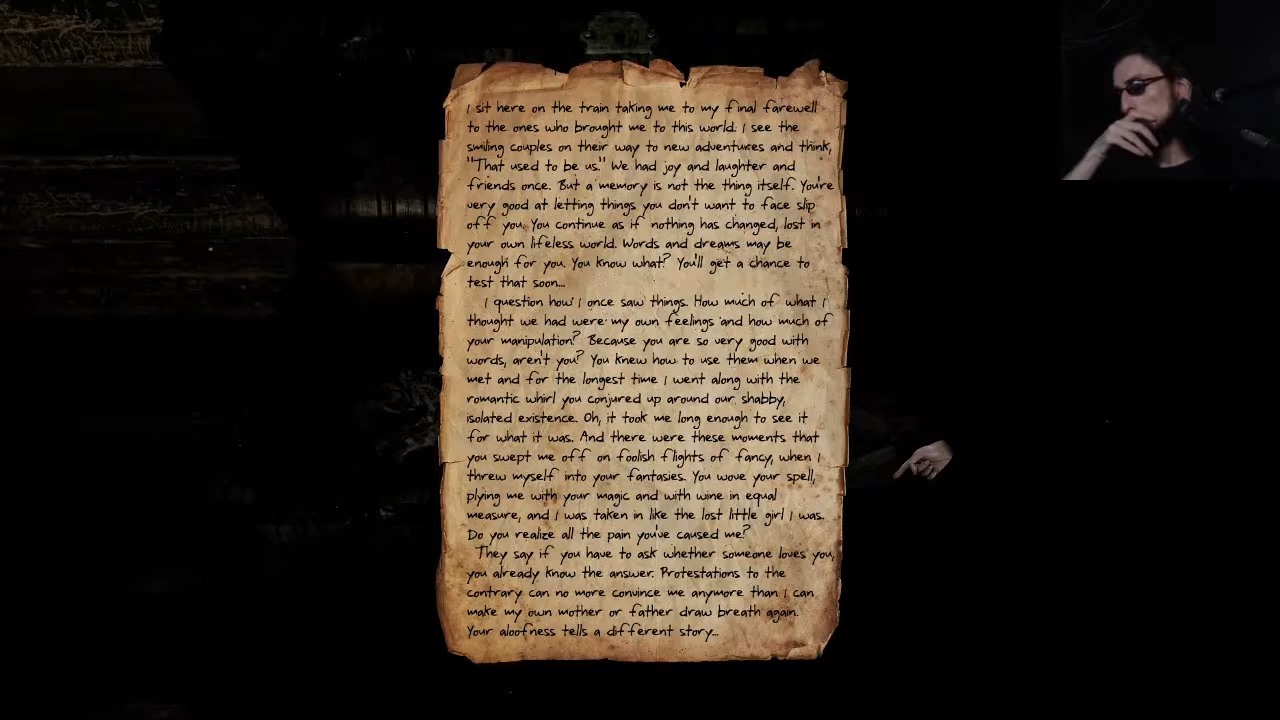 I sit here on the train taking me to my final farewell
to the ones who brought me to this world. I see the
smiling couples on their way to new adventures and think,
"That used to be us." We had joy and laughter and
friends once. But a memory is not the thing itself. You're
very good at letting things you don't want to face slip
off you. You continue as if nothing has changed, lost in
your own lifeless world. Words and dreams may be
enough for you. You know what? You'll get a chance to
test that soon...
I question how I once saw things. How much of what I
thought we had were my own feelings and how much of
your manipulation? Because you are so very good with
words, aren't you? You knew how to use them when we
met and for the longest time I went along with the
romantic whirl you conjured up around our shabby,
isolated existence. Oh, it took me long enough to see it
for what it was. And there were these moments that
you swept me off on foolish flights of fancy, when I
threw myself into your fantasies. You wove your spell,
plying me with your magic and with wine in equal
measure, and I was taken in like the lost little girl I was.
Do you realize all the pain you've caused me?
They say if you have to ask whether someone loves you,
you already know the answer. Protestations to the
contrary can no more convince me anymore than I can
make my own mother or father draw breath again.
Your aloofness tells a different story...